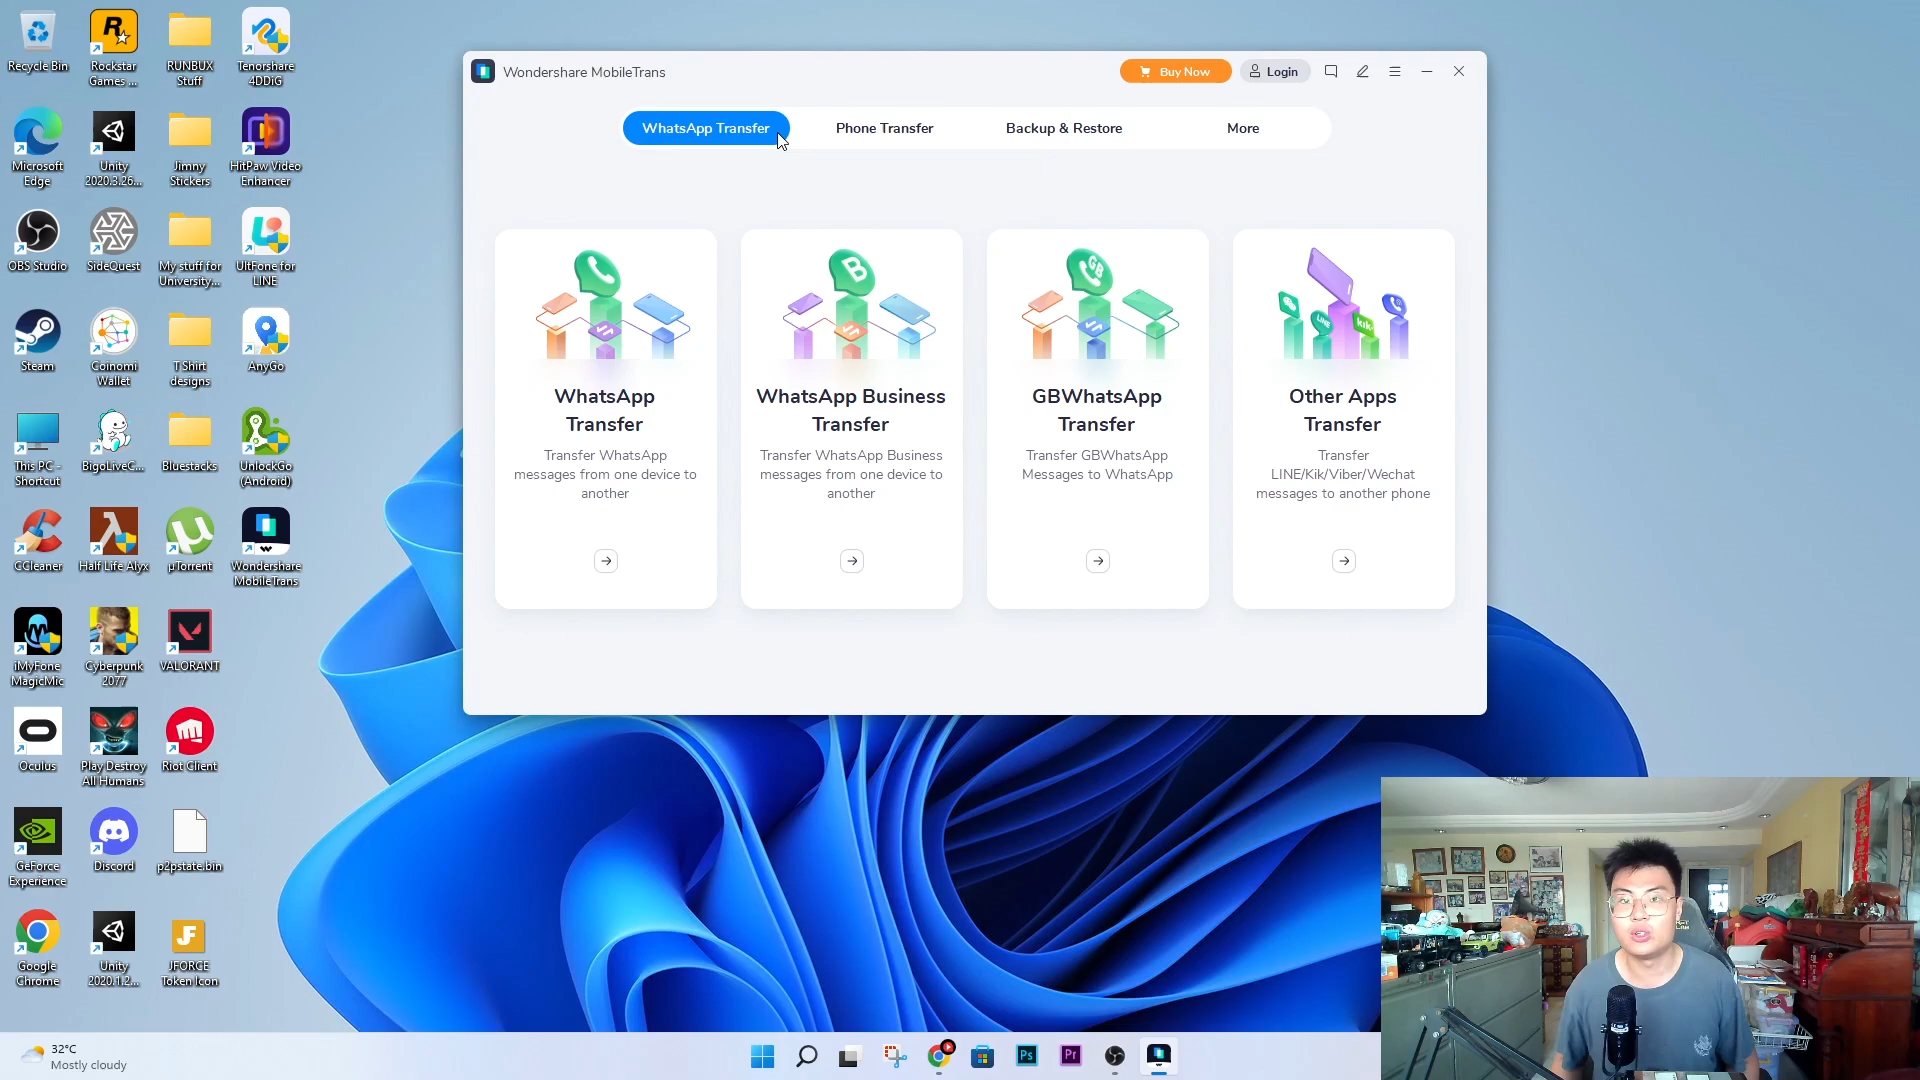 Recycle Bin
Rockstar
Games ...
RUNBUX
Stuff
Tenorshare
4DDiG
Microsoft
Edge
Unity
2020.3.26...
Jimny
Stickers
HitPaw Video
Enhancer
OBS Studio
SideQuest
My stuff for
University...
UltFone for
LINE
Steam
Coinomi
Wallet
T Shirt
designs
AnyGo
This PC -
Shortcut
BigoLiveC...
Bluestacks
UnlockGo
(Android)
CCleaner
Half Life Alyx
µTorrent
Wondershare
MobileTrans
iMyFone
MagicMic
Cyberpunk
2077
VALORANT
Oculus
Play Destroy
All Humans
Riot Client
GeForce
Experience
Discord
p2pstate.bin
Google
Chrome
Unity
2020.1.2...
JFORCE
Token Icon
Wondershare MobileTrans
Buy Now
Login
WhatsApp Transfer
Phone Transfer
Backup & Restore
More
B
GB
LINE
kik
WhatsApp
Transfer
Transfer WhatsApp
messages from one device to
another
WhatsApp Business
Transfer
Transfer WhatsApp Business
messages from one device to
another
GBWhatsApp
Transfer
Transfer GBWhatsApp
Messages to WhatsApp
Other Apps
Transfer
Transfer
LINE/Kik/Viber/Wechat
messages to another phone
32°C
Mostly cloudy
Ps
Pr